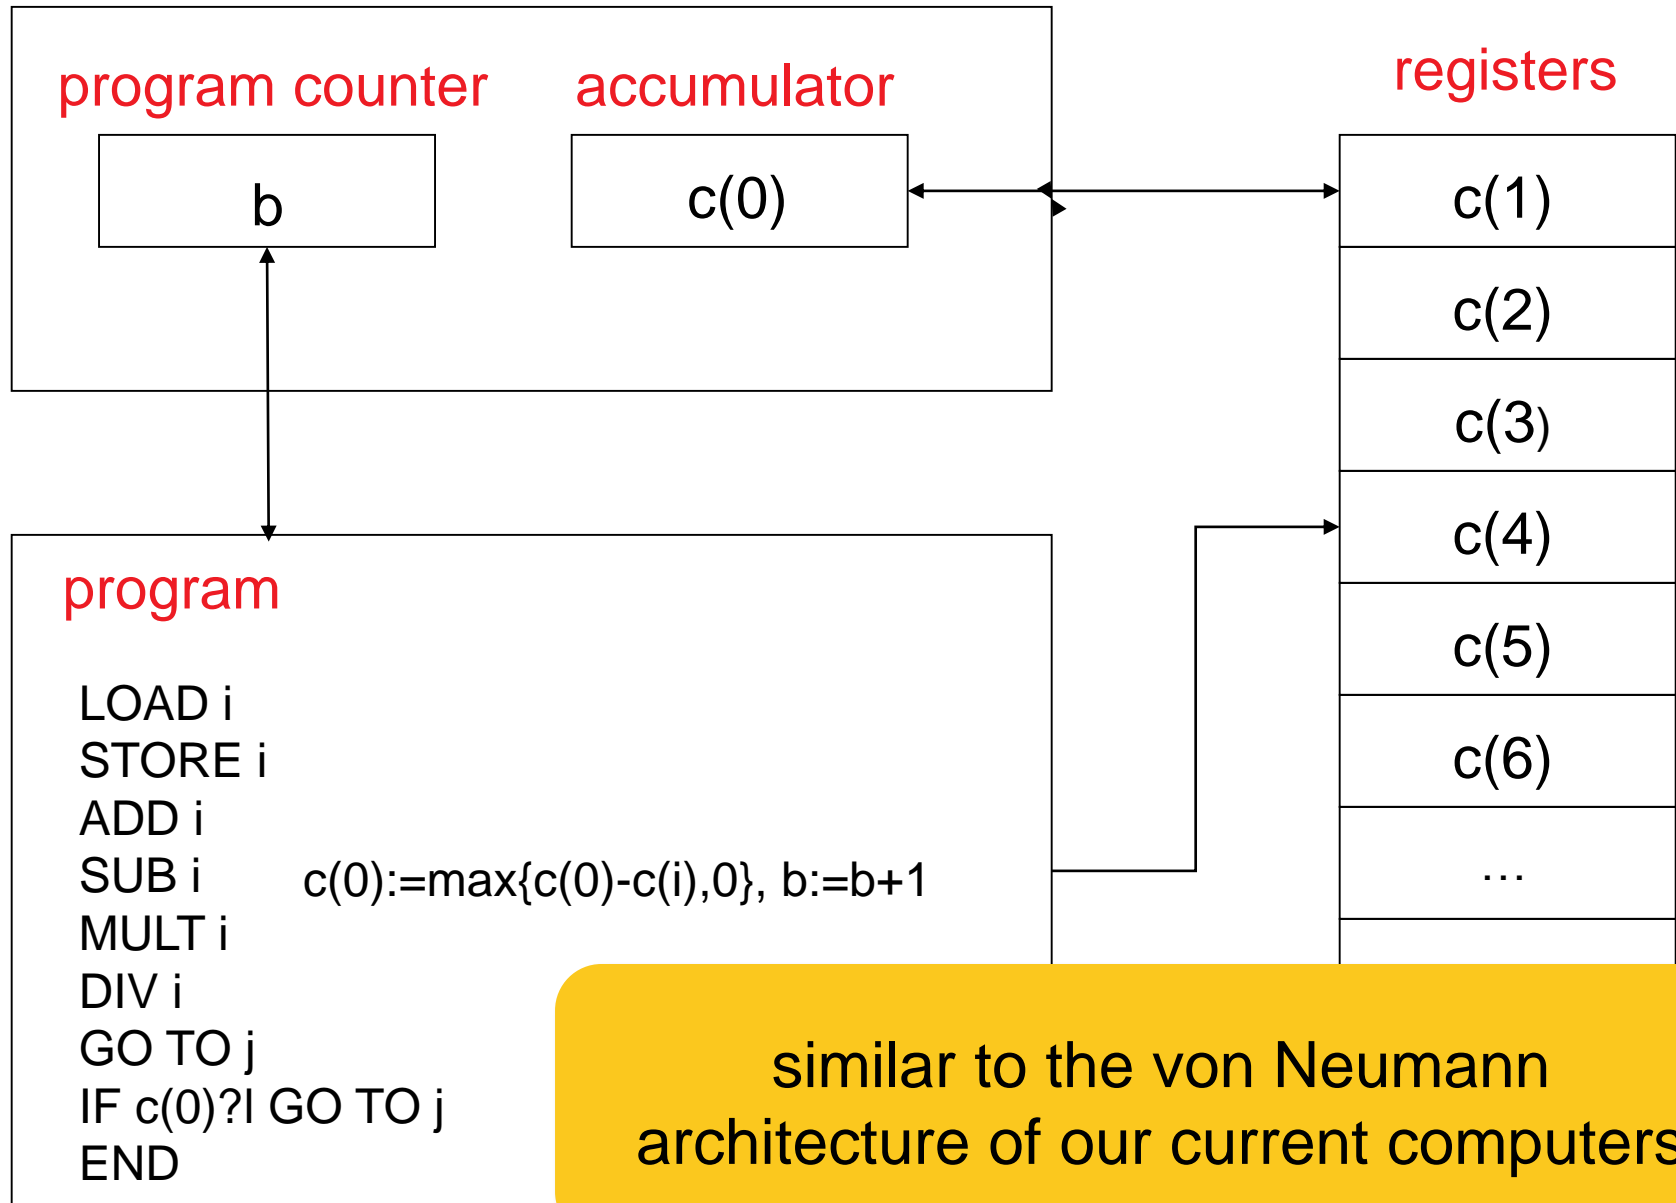 program counter
accumulator
registers
b
c(0)
c(1)
c(2)
c(3)
c(4)
c(5)
c(6)
...
program
LOAD i
STORE i
ADD i
SUB i c(0):=max{c(0)-c(i),0}, b:=b+1
MULT i
DIV i
GO TO j
IF c(0)?l GO TO j
END
similar to the von Neumann
architecture of our current computers